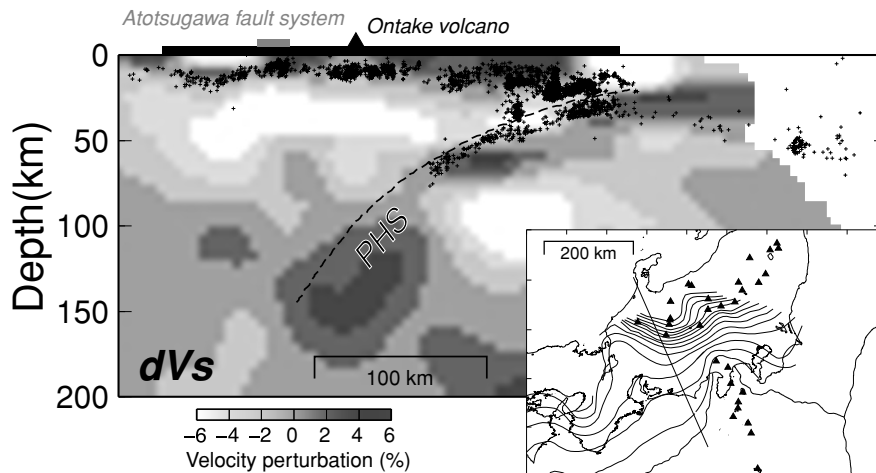 Atotsugawa fault system
Ontake volcano
0
50
100
150
200
Depth(km)
PHS
dVs
100 km
200 km
−6 −4 −2 0 2 4 6
Velocity perturbation (%)